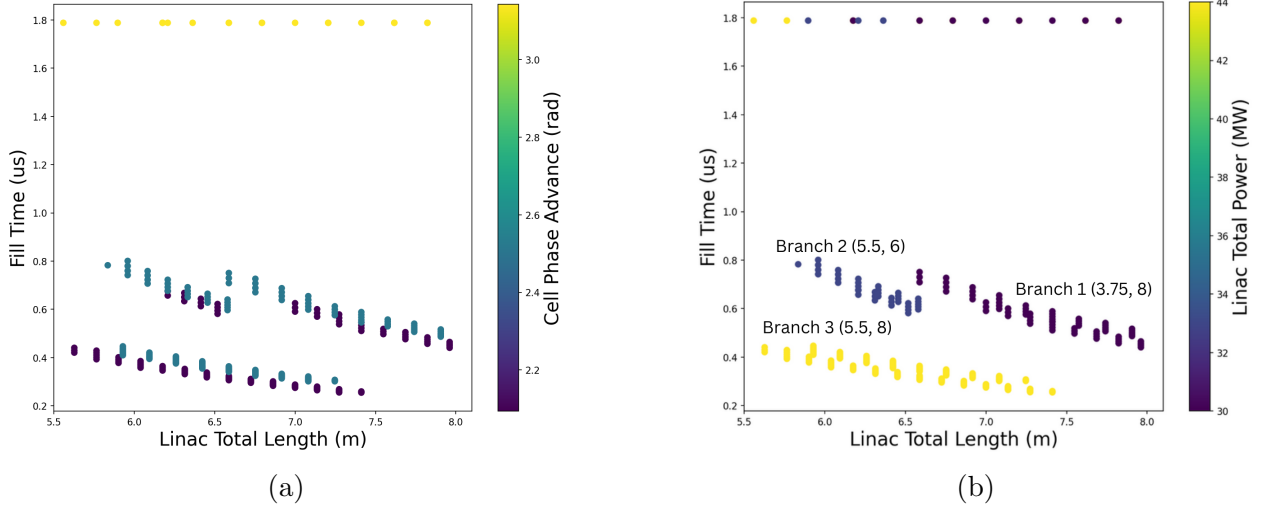 1.8
1.6
1.4
1.2
1.0
0.8
0.6
0.4
0.2
Fill Time (us)
5.5 6.0 6.5 7.0 7.5 8.0
Linac Total Length (m)
3.0
2.8
2.6
2.4
2.2
Cell Phase Advance (rad)
(a)
1.8
1.6
1.4
1.2
1.0
0.8
0.6
0.4
0.2
Fill Time (us)
Branch 2 (5.5, 6)
Branch 1 (3.75, 8)
Branch 3 (5.5, 8)
5.5 6.0 6.5 7.0 7.5 8.0
Linac Total Length (m)
44
42
40
38
36
34
32
30
Linac Total Power (MW)
(b)